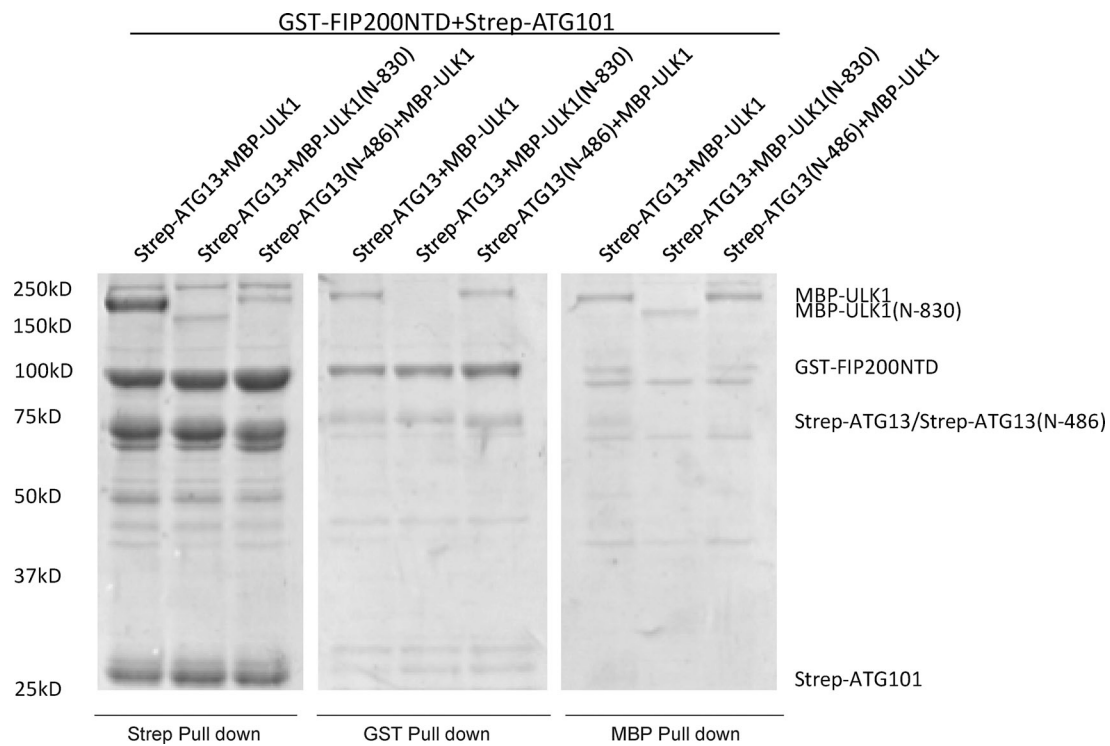 GST-FIP200NTD+Strep-ATG101
Strep-ATG13+MBP-ULK1
Strep-ATG13+MBP-ULK1(N-830)
Strep-ATG13(N-486)+MBP-ULK1
Strep-ATG13+MBP-ULK1
Strep-ATG13+MBP-ULK1(N-830)
Strep-ATG13(N-486)+MBP-ULK1
Strep-ATG13+MBP-ULK1
Strep-ATG13+MBP-ULK1(N-830)
Strep-ATG13(N-486)+MBP-ULK1
250kD
150kD
100kD
75kD
50kD
37kD
25kD
MBP-ULK1
MBP-ULK1(N-830)
GST-FIP200NTD
Strep-ATG13/Strep-ATG13(N-486)
Strep-ATG101
Strep Pull down
GST Pull down
MBP Pull down